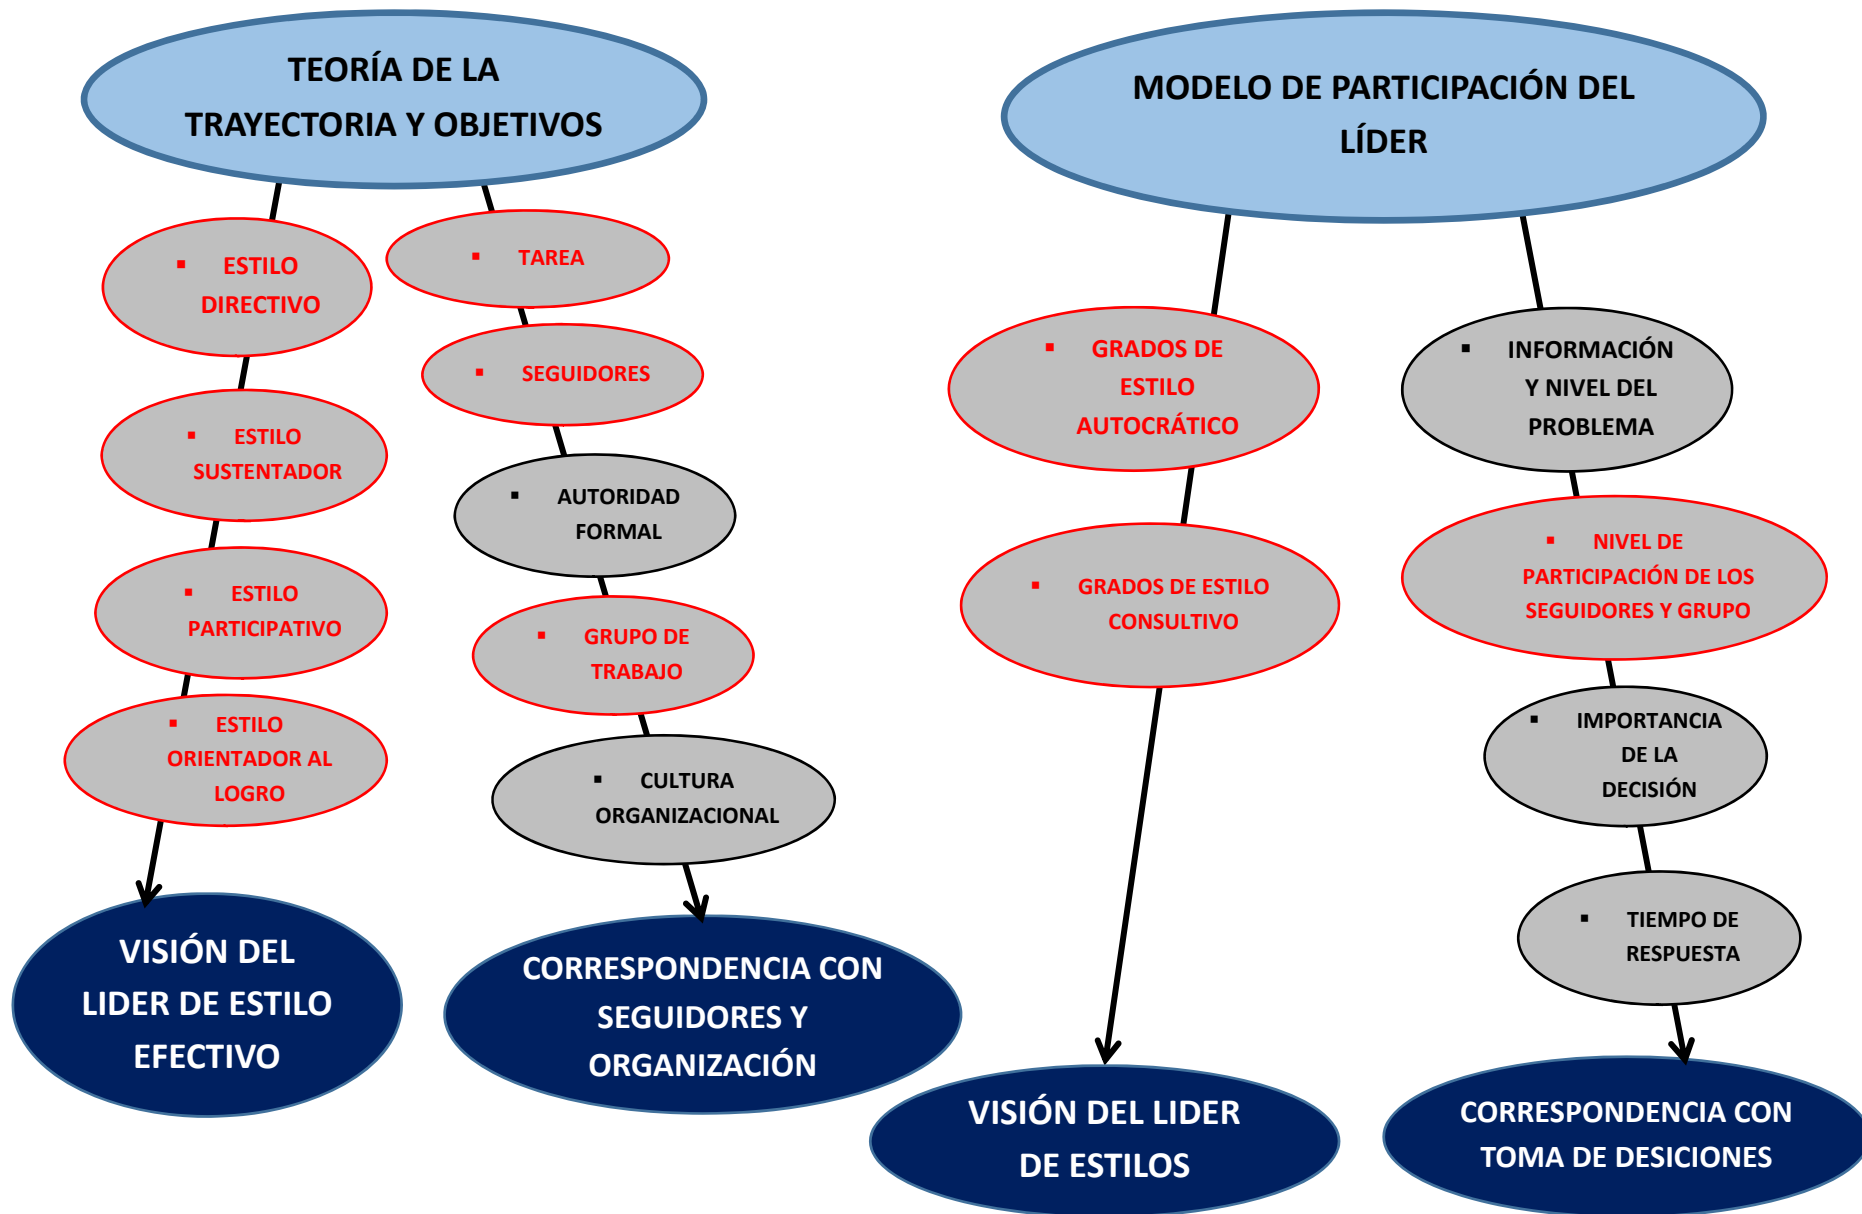 TEORÍA DE LA
TRAYECTORIA Y OBJETIVOS
▪ ESTILO
DIRECTIVO
▪ ESTILO
SUSTENTADOR
▪ ESTILO
PARTICIPATIVO
▪ ESTILO
ORIENTADOR AL
LOGRO
VISIÓN DEL
LIDER DE ESTILO
EFECTIVO
▪ TAREA
▪ SEGUIDORES
▪ AUTORIDAD
FORMAL
▪ GRUPO DE
TRABAJO
▪ CULTURA
ORGANIZACIONAL
CORRESPONDENCIA CON
SEGUIDORES Y
ORGANIZACIÓN
MODELO DE PARTICIPACIÓN DEL
LÍDER
▪ GRADOS DE
ESTILO
AUTOCRÁTICO
▪ GRADOS DE ESTILO
CONSULTIVO
VISIÓN DEL LIDER
DE ESTILOS
▪ INFORMACIÓN
Y NIVEL DEL
PROBLEMA
▪ NIVEL DE
PARTICIPACIÓN DE LOS
SEGUIDORES Y GRUPO
▪ IMPORTANCIA
DE LA
DECISIÓN
▪ TIEMPO DE
RESPUESTA
CORRESPONDENCIA CON
TOMA DE DESICIONES